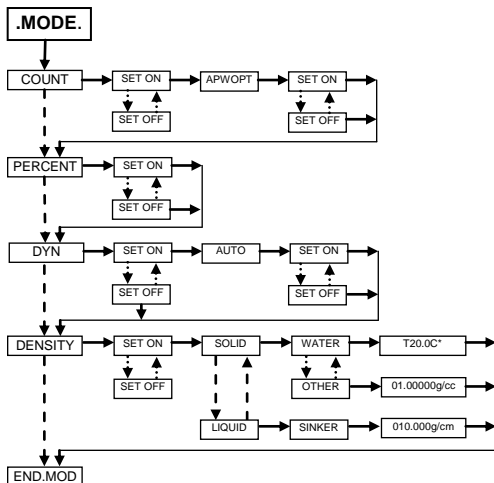 .MODE.
COUNT SET ON APWOPT SET ON
SET OFF SET OFF
PERCENT SET ON
SET OFF
DYN SET ON AUTO SET ON
SET OFF SET OFF
DENSITY SET ON SOLID WATER T20.0C*
SET OFF OTHER 01.00000g/cc
LIQUID SINKER 010.000g/cm
END.MOD